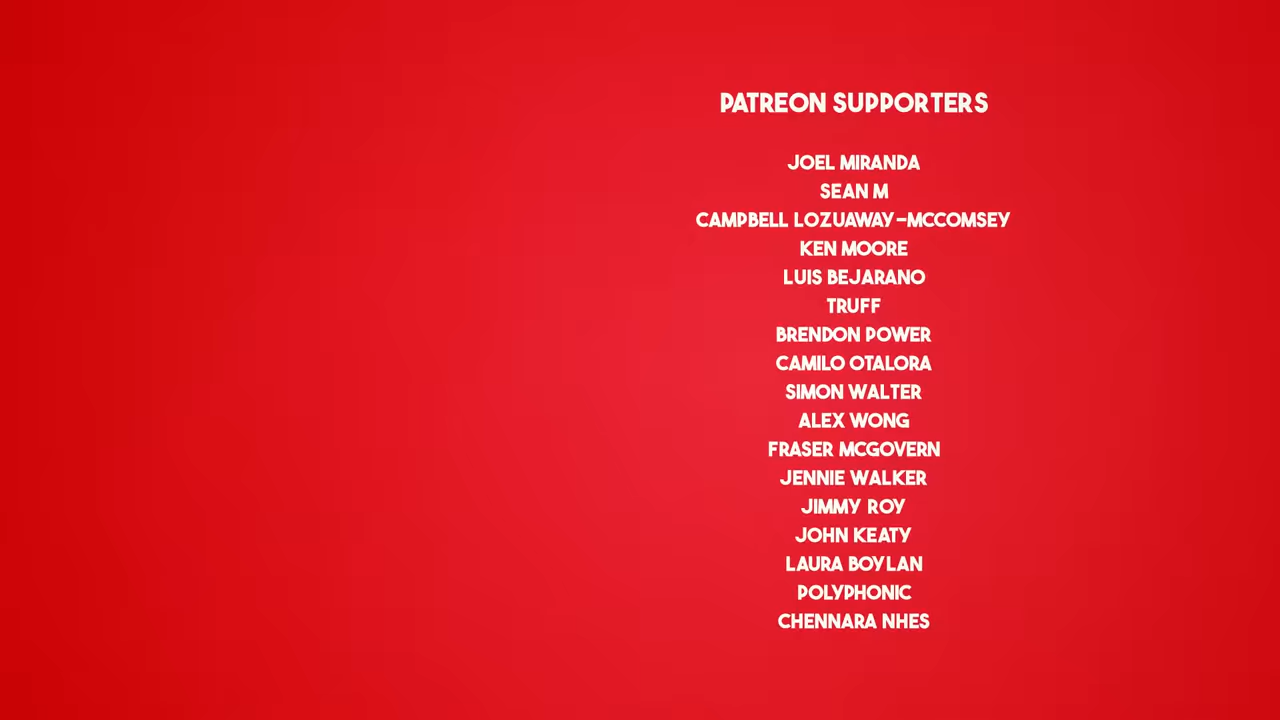 PATREON SUPPORTERS
JOEL MIRANDA
SEAN M
CAMPBELL LOZUAWAY-MCCOMSEY
KEN MOORE
LUIS BEJARANO
TRUFF
BRENDON POWER
CAMILO OTALORA
SIMON WALTER
ALEX WONG
FRASER MCGOVERN
JENNIE WALKER
JIMMY ROY
JOHN KEATY
LAURA BOYLAN
POLYPHONIC
CHENNARA NHES